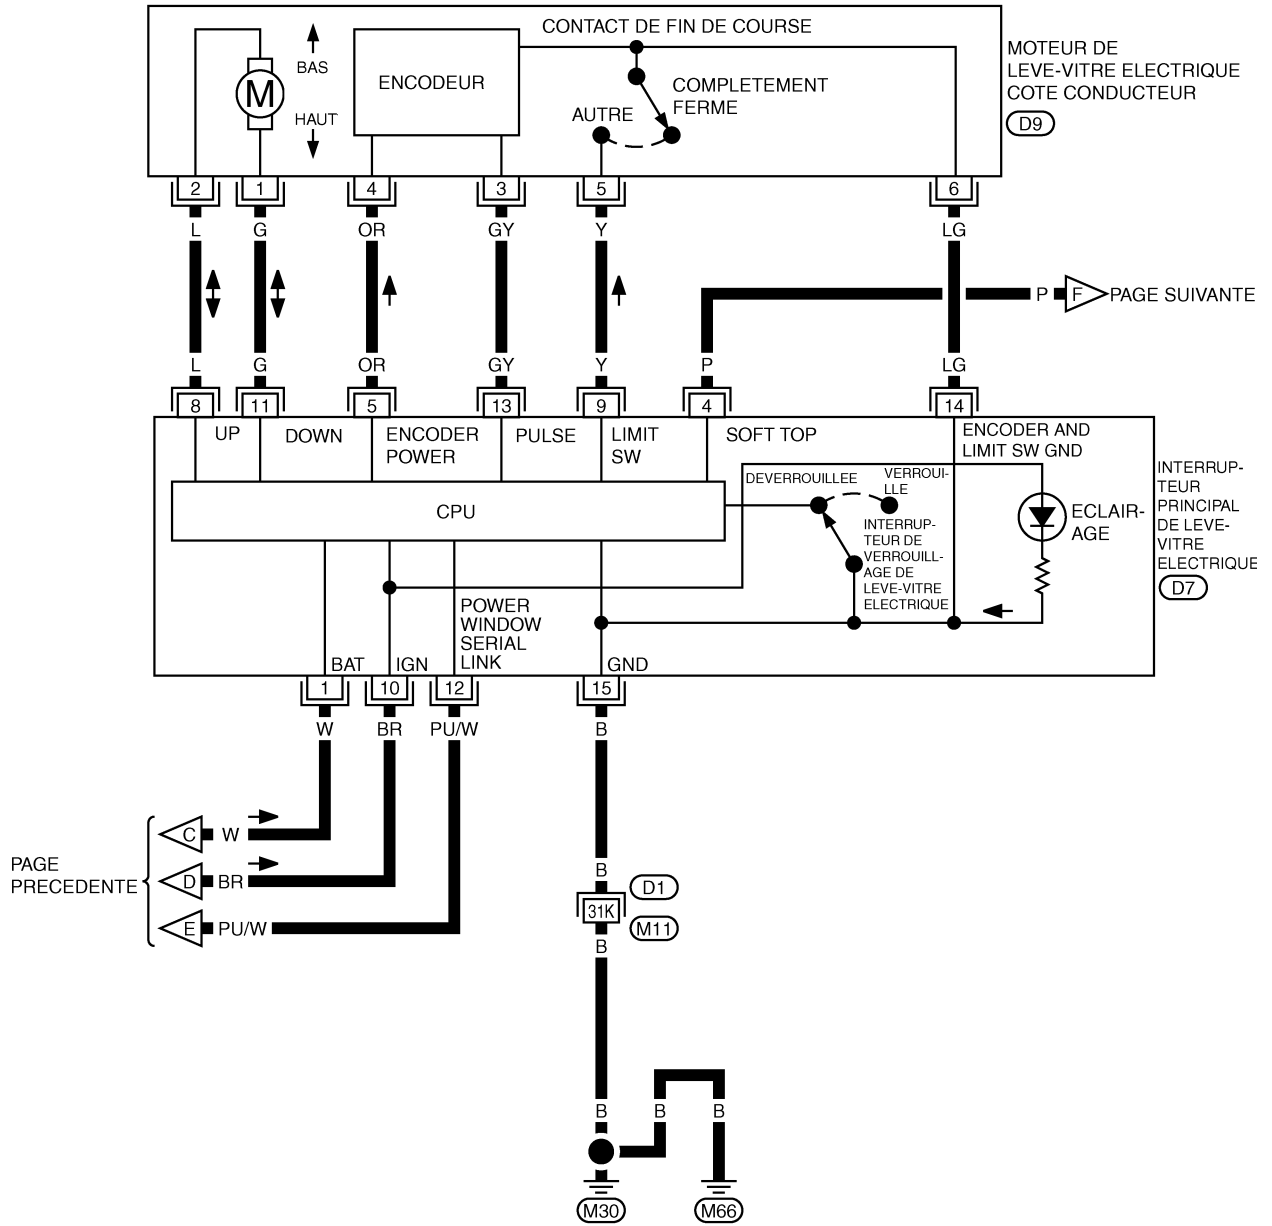 CONTACT DE FIN DE COURSE
BAS
M
HAUT
ENCODEUR
COMPLETEMENT
FERME
AUTRE
MOTEUR DE
LEVE-VITRE ELECTRIQUE
COTE CONDUCTEUR
D9
2 1 4 3 5 6
L G OR GY Y LG
P F PAGE SUIVANTE
L G OR GY Y P LG
8 11 5 13 9 4 14
UP
DOWN
ENCODER
POWER
PULSE
LIMIT
SW
SOFT TOP
ENCODER AND
LIMIT SW GND
CPU
DEVERROUILLEE
VERROUI-
LLE
INTERRUP-
TEUR DE
VERROUILL-
AGE DE
LEVE-VITRE
ELECTRIQUE
ECLAIR-
AGE
INTERRUP-
TEUR
PRINCIPAL
DE LEVE-
VITRE
ELECTRIQUE
D7
POWER
WINDOW
SERIAL
LINK
BAT
IGN
GND
1 10 12 15
W BR PU/W B
PAGE
PRECEDENTE
C W
D BR
E PU/W
B
D1
31K
M11
B
B B B
M30 M66